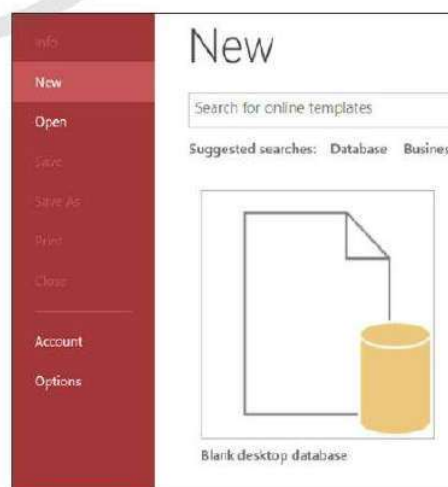 Info
New
Open
Save
Save As
Print
Close
Account
Options
New
Search for online templates
Suggested searches: Database Busines
Blank desktop database